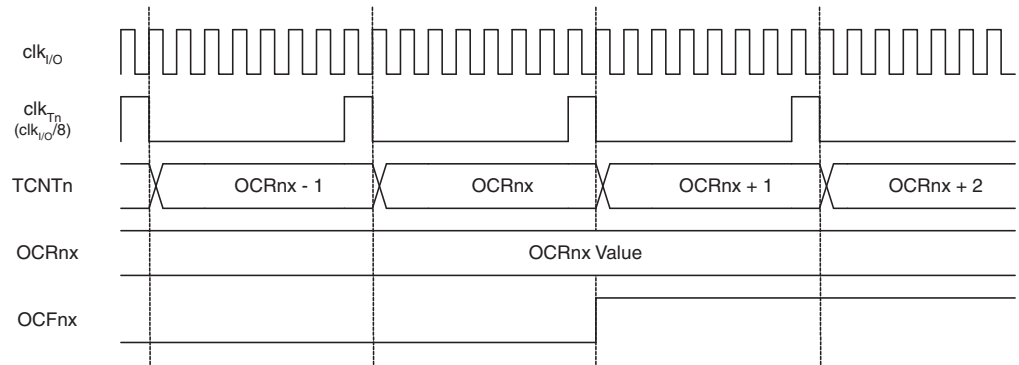 clkI/O
clkTn
(clkI/O/8)
TCNTn OCRnx - 1 OCRnx OCRnx + 1 OCRnx + 2
OCRnx OCRnx Value
OCFnx